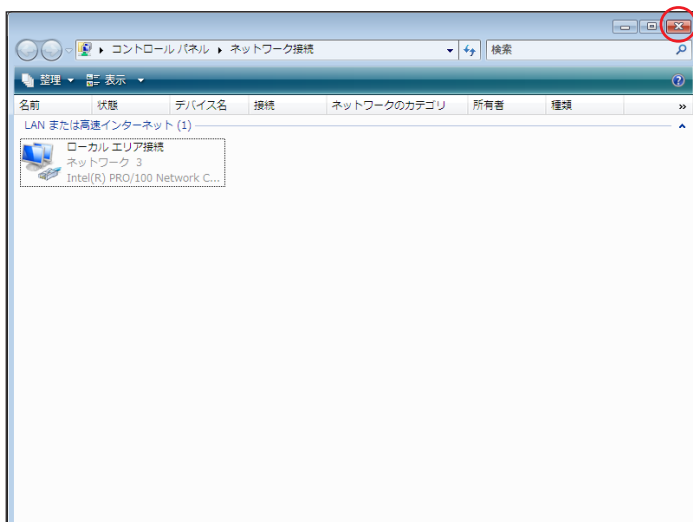 コントロール パネル ネットワーク接続 検索
整理 表示
名前 状態 デバイス名 接続 ネットワークのカテゴリ 所有者 種類 »
LAN または高速インターネット (1)
ローカル エリア接続
ネットワーク 3
Intel(R) PRO/100 Network C...